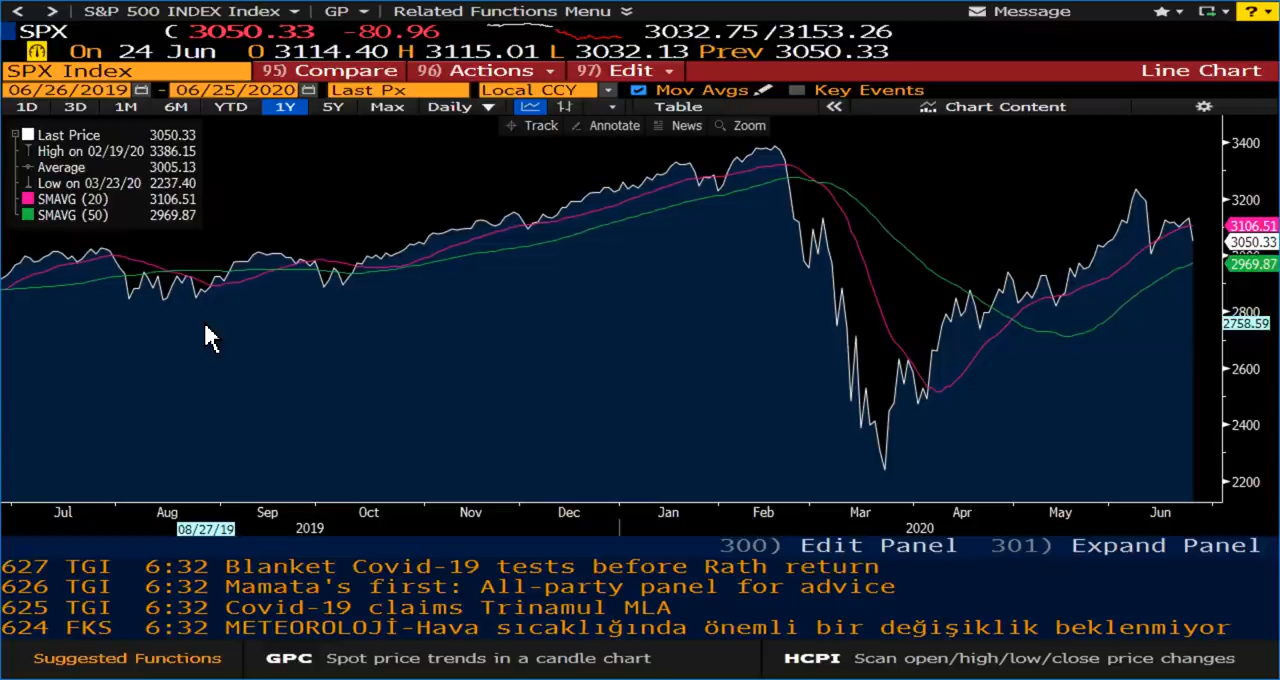 < > S&P 500 INDEX Index GP Related Functions Menu Message ?
SPX C 3050.33 -80.96 3032.75 /3153.26
On 24 Jun O 3114.40 H 3115.01 L 3032.13 Prev 3050.33
SPX Index 95) Compare 96) Actions 97) Edit Line Chart
06/26/2019 - 06/25/2020 Last Px Local CCY Mov Avgs Key Events
1D 3D 1M 6M YTD 1Y 5Y Max Daily Table « Chart Content
Track Annotate News Zoom
Last Price 3050.33
High on 02/19/20 3386.15
Average 3005.13
Low on 03/23/20 2237.40
SMAVG (20) 3106.51
SMAVG (50) 2969.87
3400
3200
3106.51
3050.33
2969.87
2800
2758.59
2600
2400
2200
Jul Aug Sep Oct Nov Dec Jan Feb Mar Apr May Jun
08/27/19 2019 2020
300) Edit Panel 301) Expand Panel
627 TGI 6:32 Blanket Covid-19 tests before Rath return
626 TGI 6:32 Mamata's first: All-party panel for advice
625 TGI 6:32 Covid-19 claims Trinamul MLA
624 FKS 6:32 METEOROLOJİ-Hava sıcaklığında önemli bir değişiklik beklenmiyor
Suggested Functions GPC Spot price trends in a candle chart HCPI Scan open/high/low/close price changes